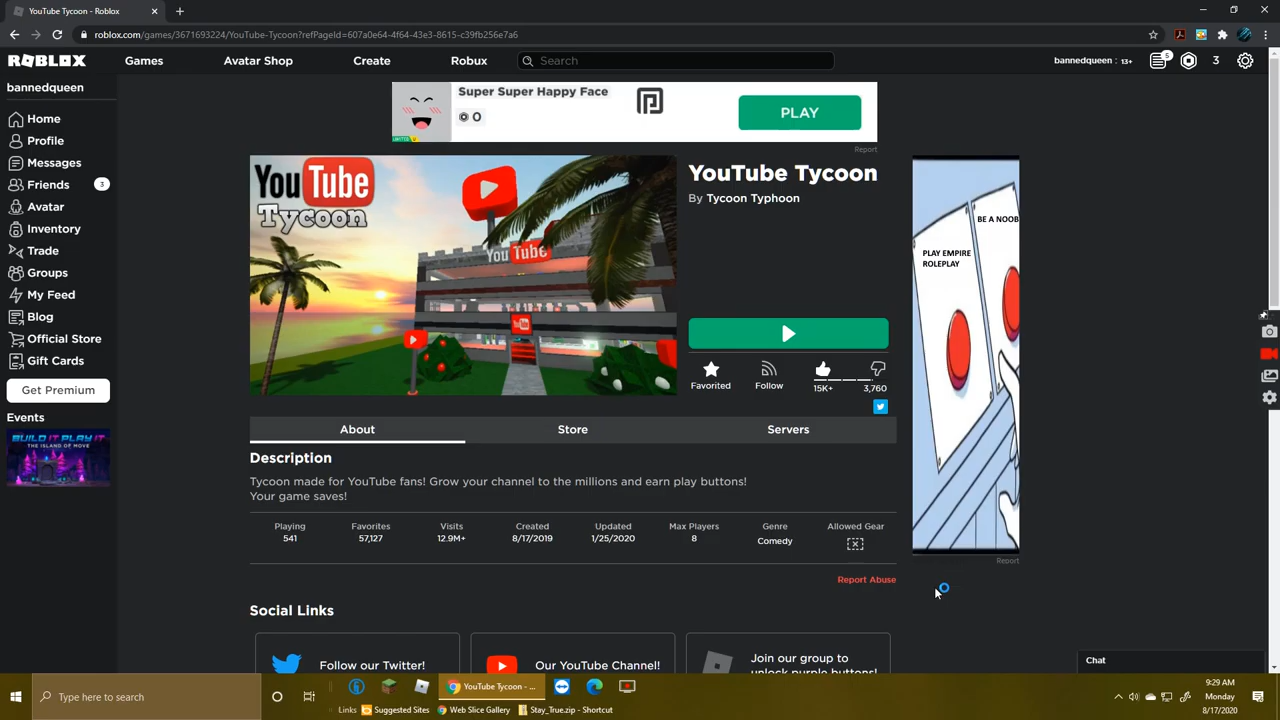 YouTube Tycoon
roblox.com/games/3671693224/YouTube-Tycoon?refPageId=607a0e64-4f64-43e3-8615-c39fb256e7a6
ROBLOX
Games
Avatar Shop
Create
Robux
Search
bannedqueen : 13+
5
3
bannedqueen
Home
Profile
Messages
Friends
3
Avatar
Inventory
Trade
Groups
My Feed
Blog
Official Store
Gift Cards
Get Premium
Events
BUILD IT PLAY IT
THE ISLAND OF MOVE
Super Super Happy Face
0
PLAY
Report
YouTube
Tycoon
YouTube
You Tube
YouTube Tycoon
By Tycoon Typhoon
Favorited
Follow
15K+
3,760
BE A NOOB
PLAY EMPIRE
ROLEPLAY
Report
About
Store
Servers
Description
Tycoon made for YouTube fans! Grow your channel to the millions and earn play buttons!
Your game saves!
Playing
Favorites
Visits
Created
Updated
Max Players
Genre
Allowed Gear
541
57,127
12.9M+
8/17/2019
1/25/2020
8
Comedy
Report Abuse
Social Links
Follow our Twitter!
Our YouTube Channel!
Join our group to
unlock purple buttons!
Chat
Type here to search
YouTube Tycoon - ...
Links
Suggested Sites
Web Slice Gallery
Stay_True.zip - Shortcut
9:29 AM
Monday
8/17/2020